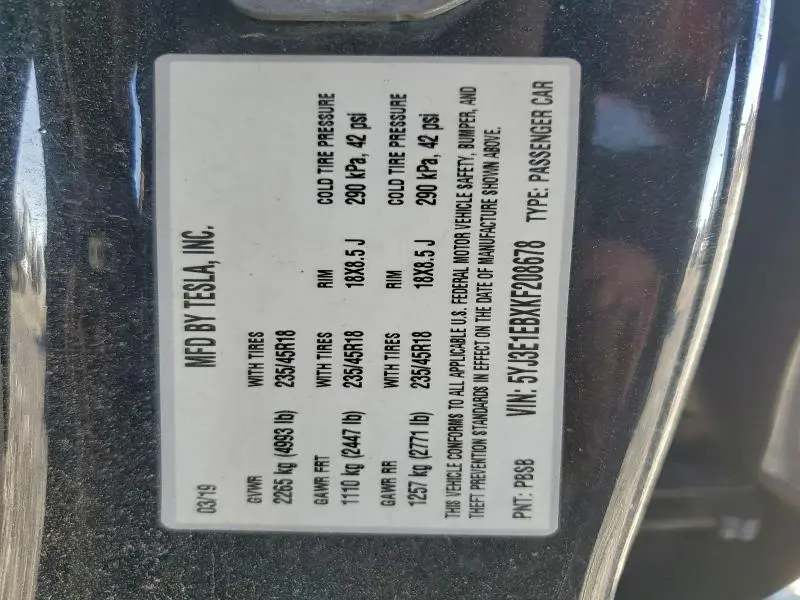 03/19 MFD BY TESLA, INC.
GVWR WITH TIRES
2265 kg (4993 lb) 235/45R18
GAWR FRT WITH TIRES RIM COLD TIRE PRESSURE
1110 kg (2447 lb) 235/45R18 18X8.5 J 290 kPa, 42 psi
GAWR RR WITH TIRES RIM COLD TIRE PRESSURE
1257 kg (2771 lb) 235/45R18 18X8.5 J 290 kPa, 42 psi
THIS VEHICLE CONFORMS TO ALL APPLICABLE U.S. FEDERAL MOTOR VEHICLE SAFETY, BUMPER, AND
THEFT PREVENTION STANDARDS IN EFFECT ON THE DATE OF MANUFACTURE SHOWN ABOVE.
PNT: PBSB VIN: 5YJ3E1EBXKF208678 TYPE: PASSENGER CAR